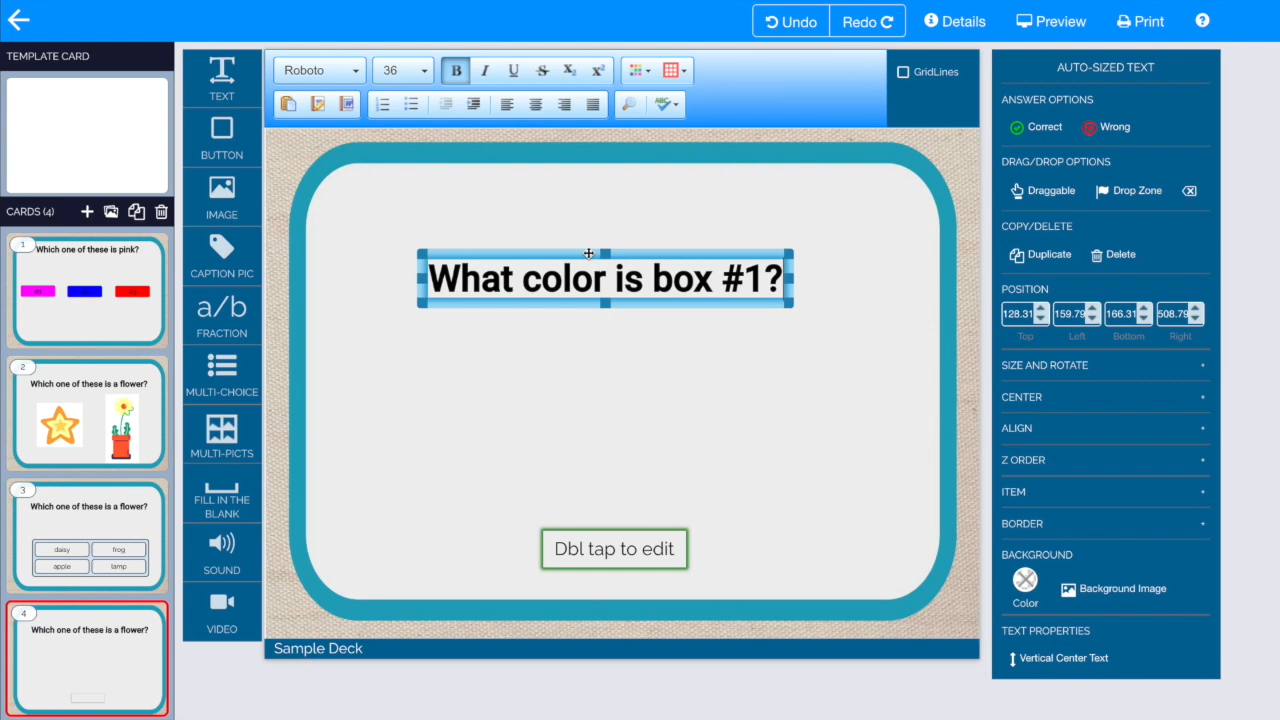 Undo
Redo
Details
Preview
Print
?
TEMPLATE CARD
CARDS (4)
1
Which one of these is pink?
2
Which one of these is a flower?
3
Which one of these is a flower?
daisy
frog
apple
lamp
4
Which one of these is a flower?
TEXT
BUTTON
IMAGE
CAPTION PIC
a/b
FRACTION
MULTI-CHOICE
MULTI-PICTS
FILL IN THE
BLANK
SOUND
VIDEO
Roboto
36
GridLines
What color is box #1?
Dbl tap to edit
Sample Deck
AUTO-SIZED TEXT
ANSWER OPTIONS
Correct
Wrong
DRAG/DROP OPTIONS
Draggable
Drop Zone
COPY/DELETE
Duplicate
Delete
POSITION
128.31
159.79
166.31
508.79
Top
Left
Bottom
Right
SIZE AND ROTATE +
CENTER +
ALIGN +
Z ORDER +
ITEM +
BORDER +
BACKGROUND
Color
Background Image
TEXT PROPERTIES
Vertical Center Text